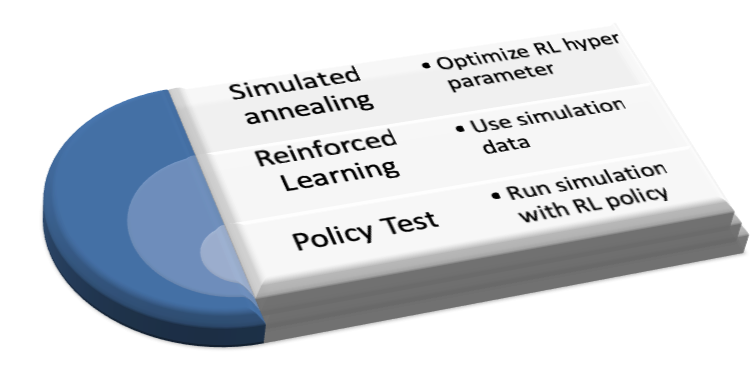 Simulated
annealing
• Optimize RL hyper
parameter
Reinforced
Learning
• Use simulation
data
Policy Test
• Run simulation
with RL policy